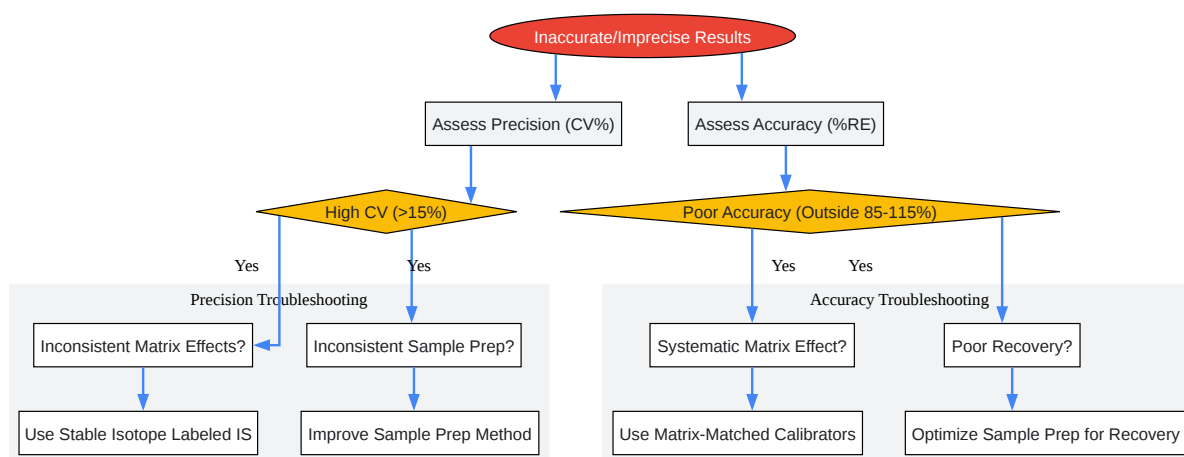 Inaccurate/Imprecise Results
Assess Precision (CV%)
Assess Accuracy (%RE)
High CV (>15%)
Poor Accuracy (Outside 85-115%)
Yes
Yes
Yes
Yes
Precision Troubleshooting
Accuracy Troubleshooting
Inconsistent Matrix Effects?
Inconsistent Sample Prep?
Systematic Matrix Effect?
Poor Recovery?
Use Stable Isotope Labeled IS
Improve Sample Prep Method
Use Matrix-Matched Calibrators
Optimize Sample Prep for Recovery